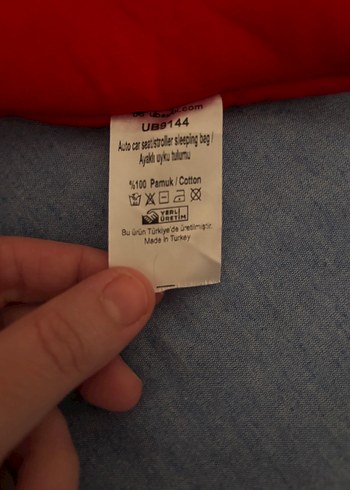 UB9144
Auto car seat/stroller sleeping bag /
Ayaklı uyku tulumu
%100 Pamuk / Cotton
YERLİ
ÜRETİM
Bu ürün Türkiye'de üretilmiştir.
Made in Turkey